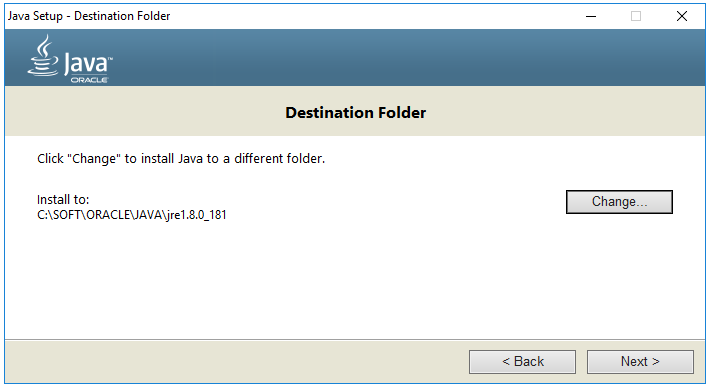 Java Setup - Destination Folder
Java™
ORACLE
Destination Folder
Click "Change" to install Java to a different folder.
Install to:
C:\SOFT\ORACLE\JAVA\jre1.8.0_181
Change...
< Back
Next >